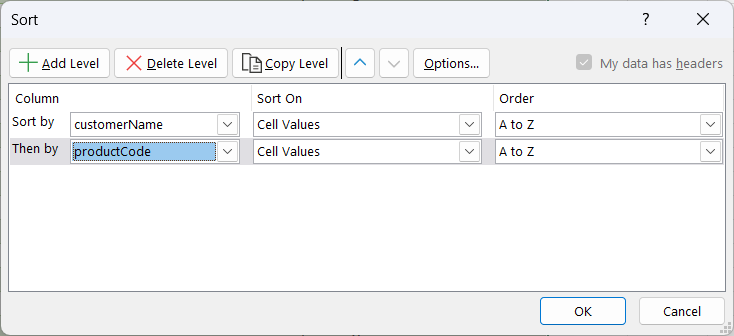 Sort
?
Add Level Delete Level Copy Level Options... My data has headers
Column Sort On Order
Sort by customerName Cell Values A to Z
Then by productCode Cell Values A to Z
OK Cancel